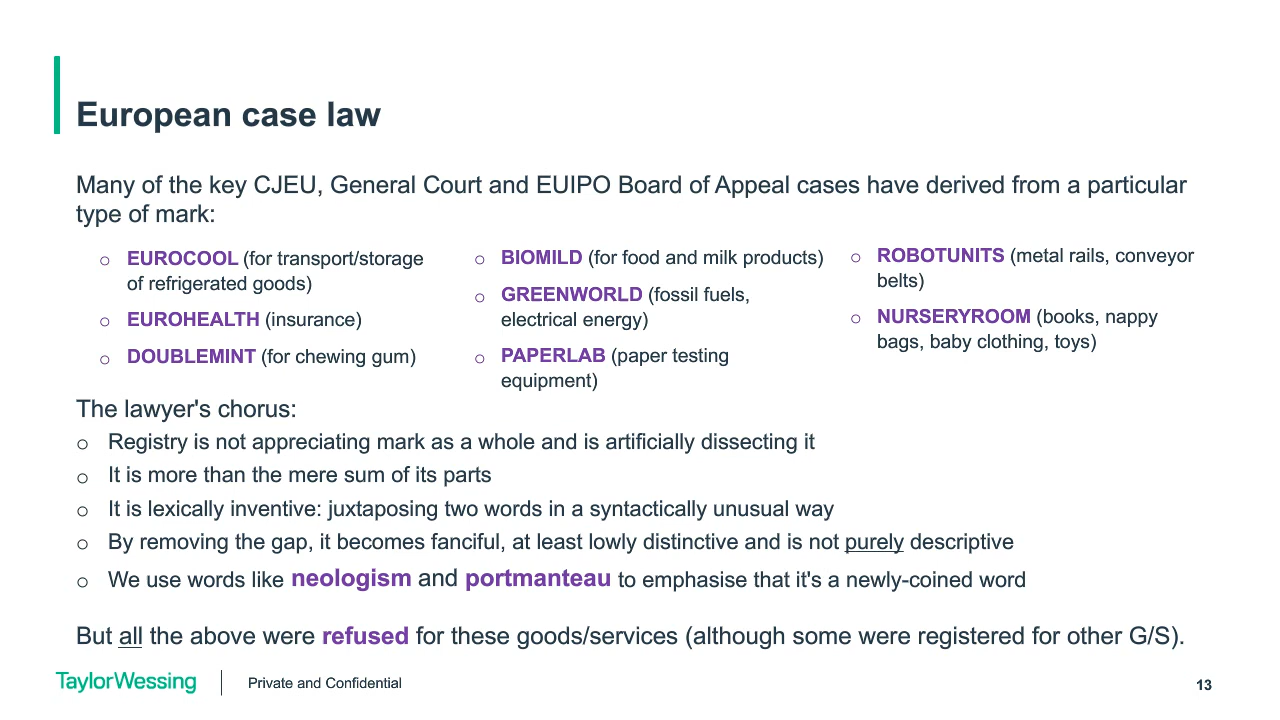 European case law
Many of the key CJEU, General Court and EUIPO Board of Appeal cases have derived from a particular
type of mark:
o EUROCOOL (for transport/storage
of refrigerated goods)
o EUROHEALTH (insurance)
o DOUBLEMINT (for chewing gum)
o BIOMILD (for food and milk products)
o GREENWORLD (fossil fuels,
electrical energy)
o PAPERLAB (paper testing
equipment)
o ROBOTUNITS (metal rails, conveyor
belts)
o NURSERYROOM (books, nappy
bags, baby clothing, toys)
The lawyer's chorus:
o Registry is not appreciating mark as a whole and is artificially dissecting it
o It is more than the mere sum of its parts
o It is lexically inventive: juxtaposing two words in a syntactically unusual way
o By removing the gap, it becomes fanciful, at least lowly distinctive and is not purely descriptive
o We use words like neologism and portmanteau to emphasise that it's a newly-coined word
But all the above were refused for these goods/services (although some were registered for other G/S).
TaylorWessing | Private and Confidential
13